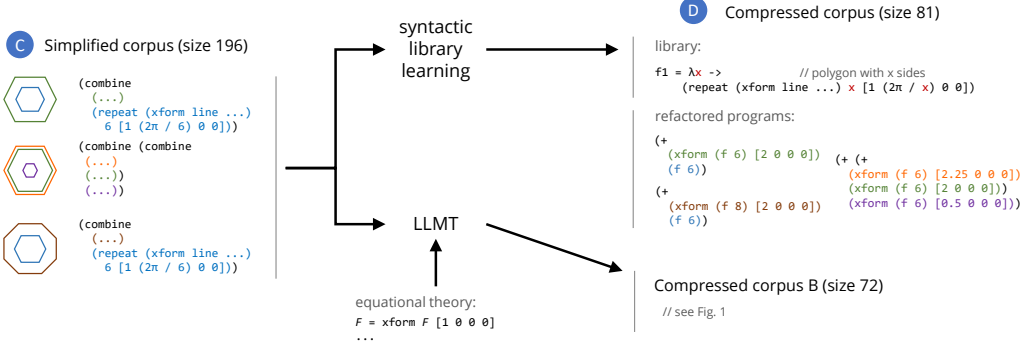 C Simplified corpus (size 196)
(combine
(...)
(repeat (xform line ...)
6 [1 (2π / 6) 0 0]))
(combine (combine
(...)
(...))
(...))
(combine
(...)
(repeat (xform line ...)
6 [1 (2π / 6) 0 0]))
syntactic
library
learning
LLMT
equational theory:
F = xform F [1 0 0 0]
...
D Compressed corpus (size 81)
library:
f1 = λx -> // polygon with x sides
(repeat (xform line ...) x [1 (2π / x) 0 0])
refactored programs:
(+
(xform (f 6) [2 0 0 0])
(f 6))
(+
(xform (f 8) [2 0 0 0])
(f 6))
(+ (+
(xform (f 6) [2.25 0 0 0])
(xform (f 6) [2 0 0 0]))
(xform (f 6) [0.5 0 0 0]))
Compressed corpus B (size 72)
// see Fig. 1